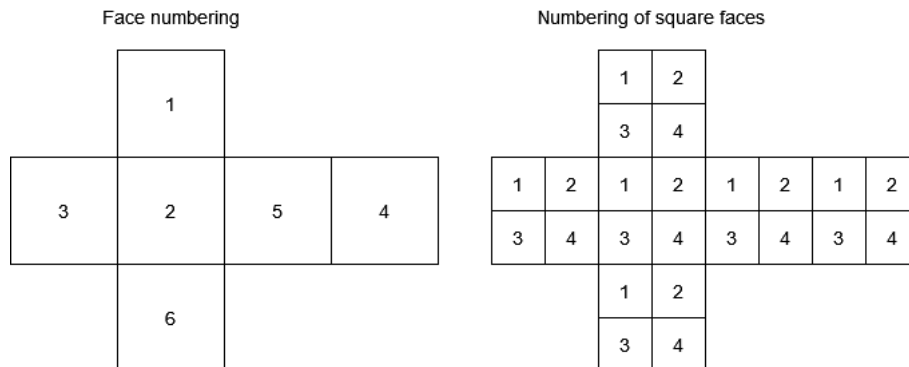 Face numbering
Numbering of square faces
1
3 2 5 4
6
1 2
3 4
1 2 1 2 1 2 1 2
3 4 3 4 3 4 3 4
1 2
3 4